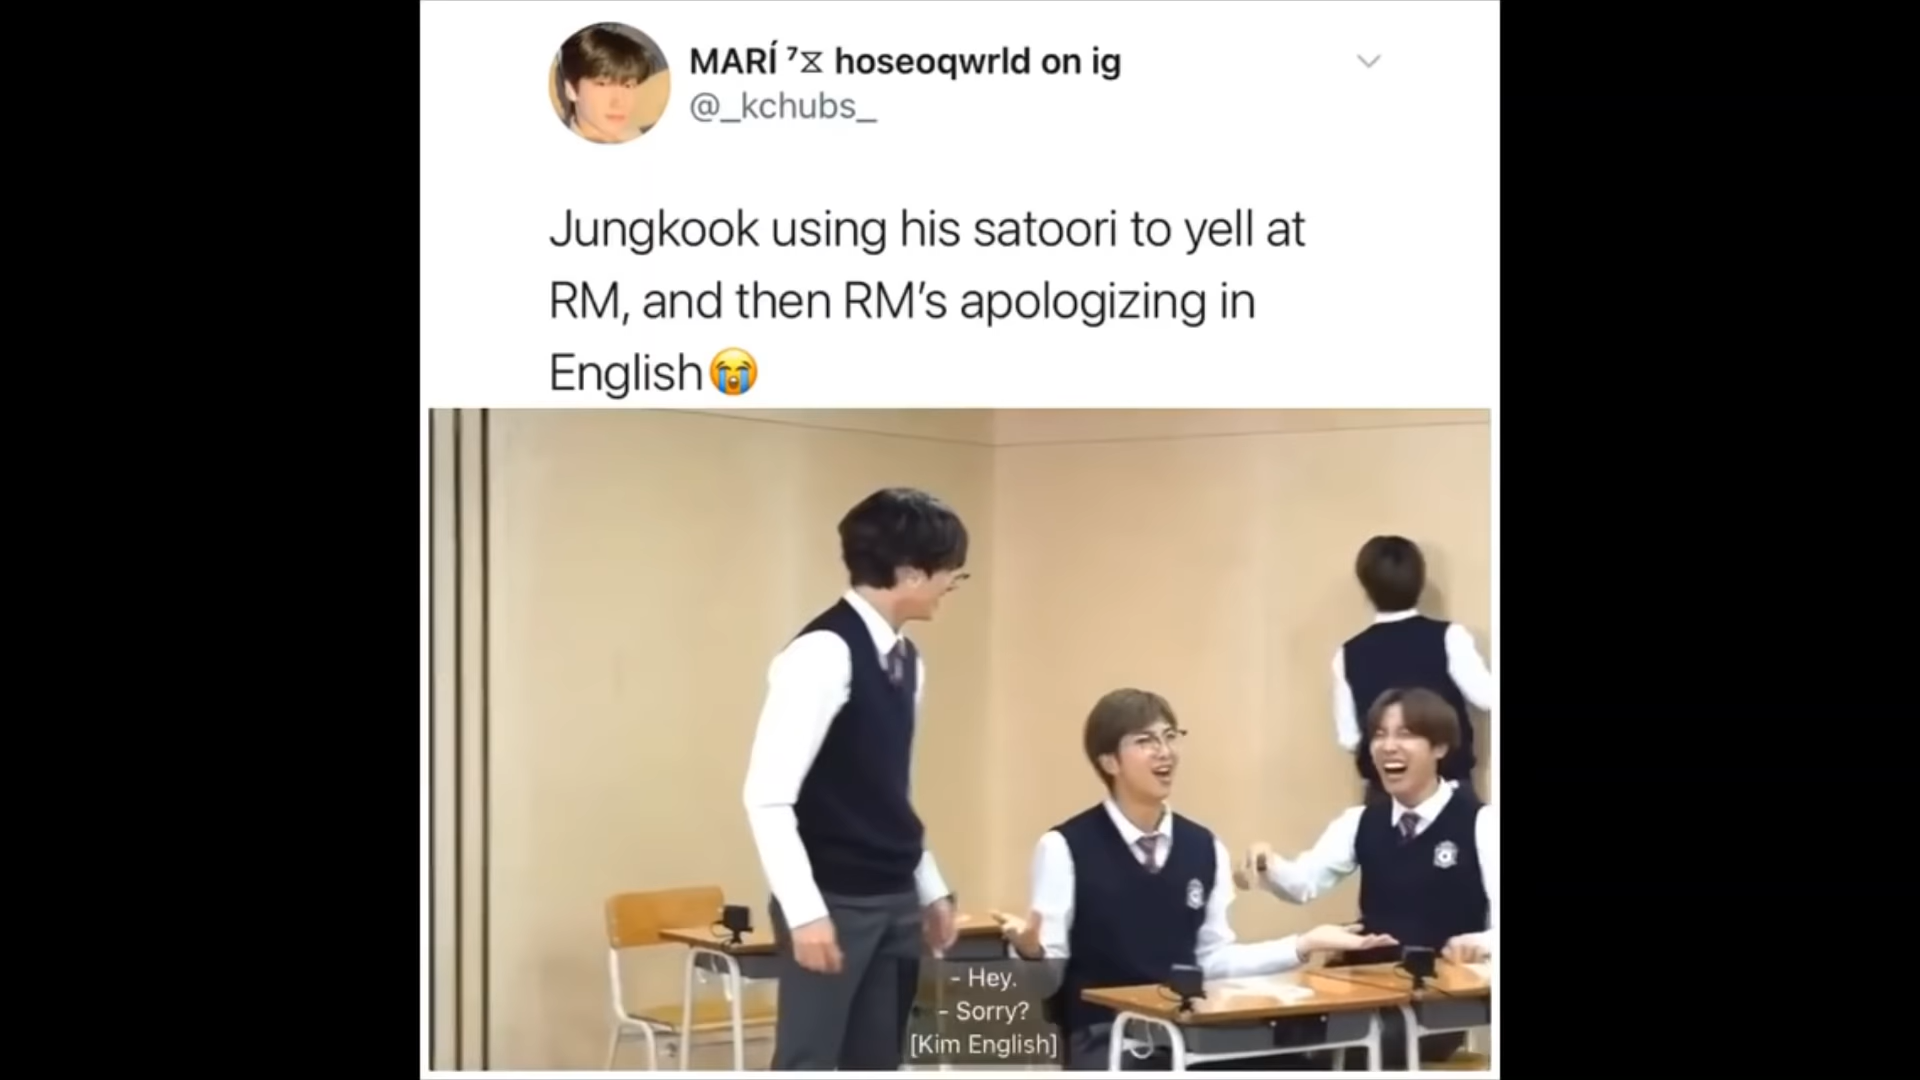 MARÍ ⁷⧖ hoseoqwrld on ig
@_kchubs_
Jungkook using his satoori to yell at
RM, and then RM’s apologizing in
English😭
- Hey.
- Sorry?
[Kim English]